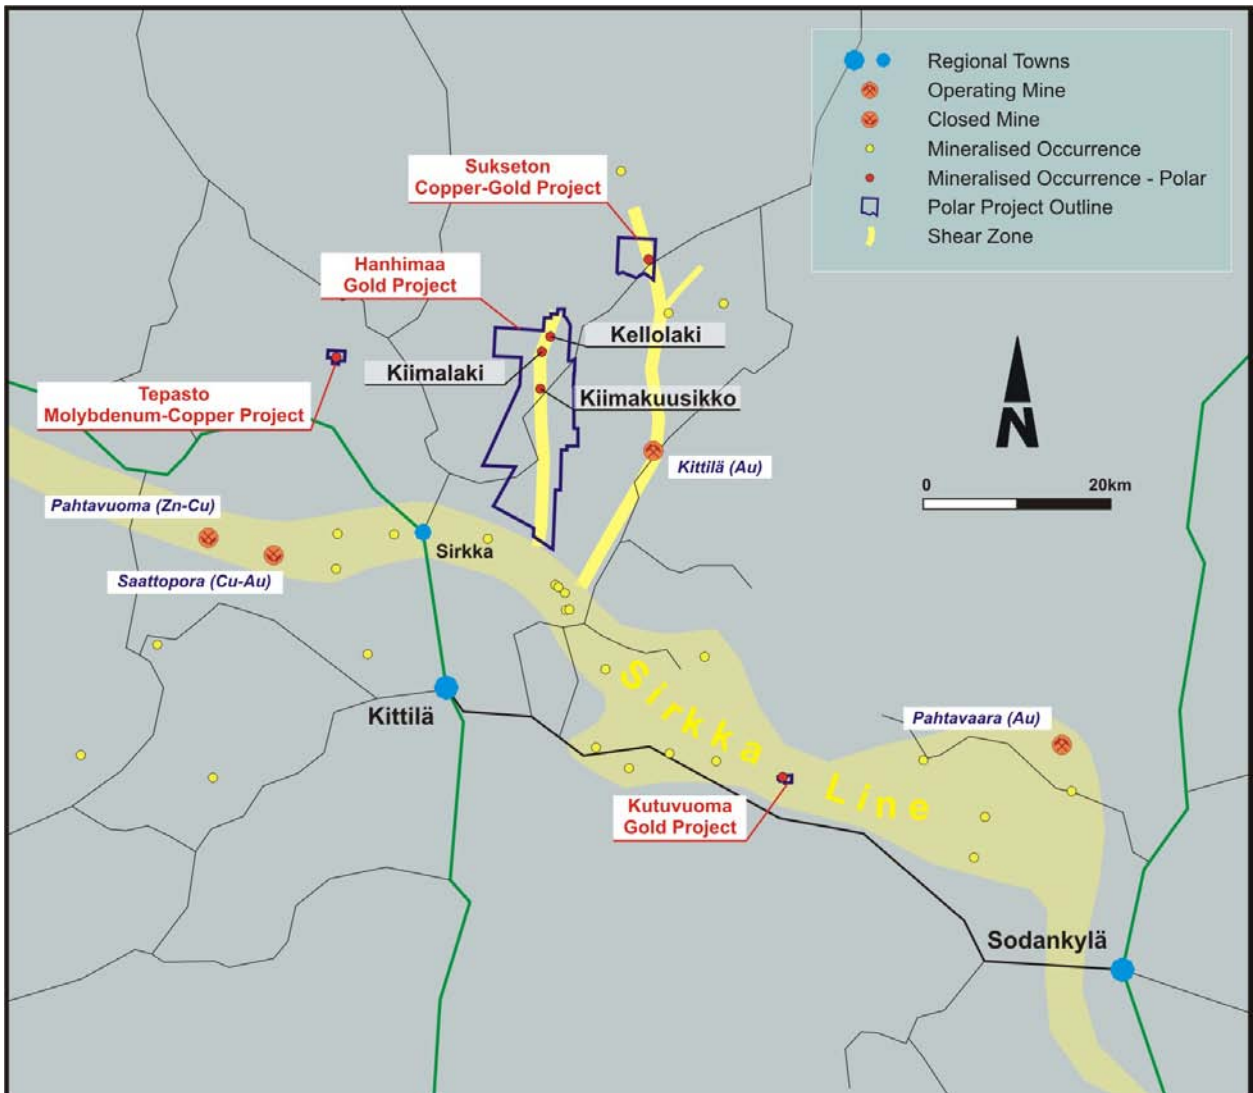 Regional Towns
Operating Mine
Closed Mine
Mineralised Occurrence
Mineralised Occurrence - Polar
Polar Project Outline
Shear Zone
Sukseton
Copper-Gold Project
Hanhimaa
Gold Project
Kellolaki
Kiimalaki
Kiimakuusikko
Tepasto
Molybdenum-Copper Project
N
0
20km
Kittilä (Au)
Pahtavuoma (Zn-Cu)
Sirkka
Saattopora (Cu-Au)
Kittilä
Sirkka Line
Pahtavaara (Au)
Kutuvuoma
Gold Project
Sodankylä